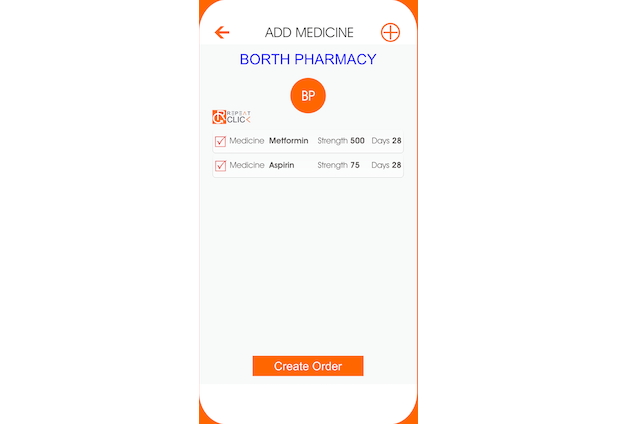 ADD MEDICINE
BORTH PHARMACY
BP
REPEAT
CLICK
Medicine Metformin Strength 500 Days 28
Medicine Aspirin Strength 75 Days 28
Create Order